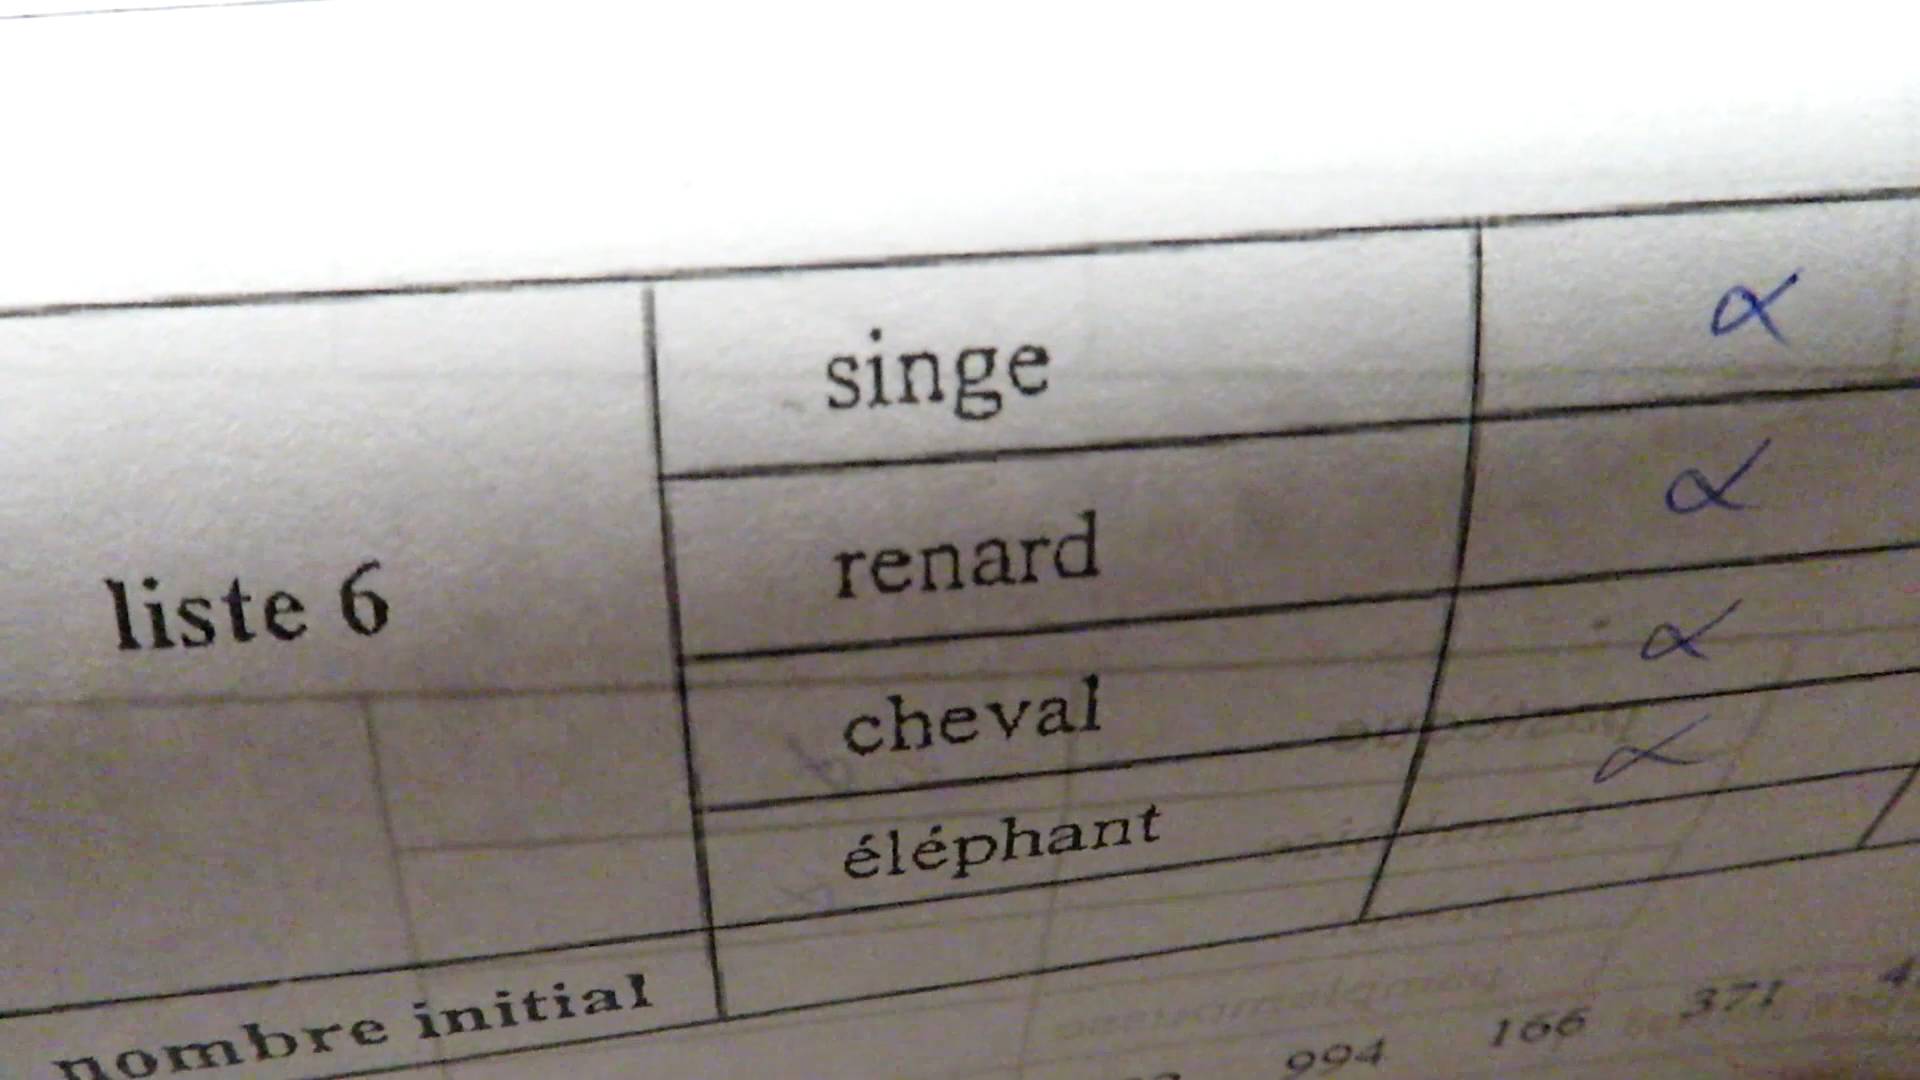 singe α
renard α
liste 6
cheval α
éléphant α
nombre initial
994 166 371